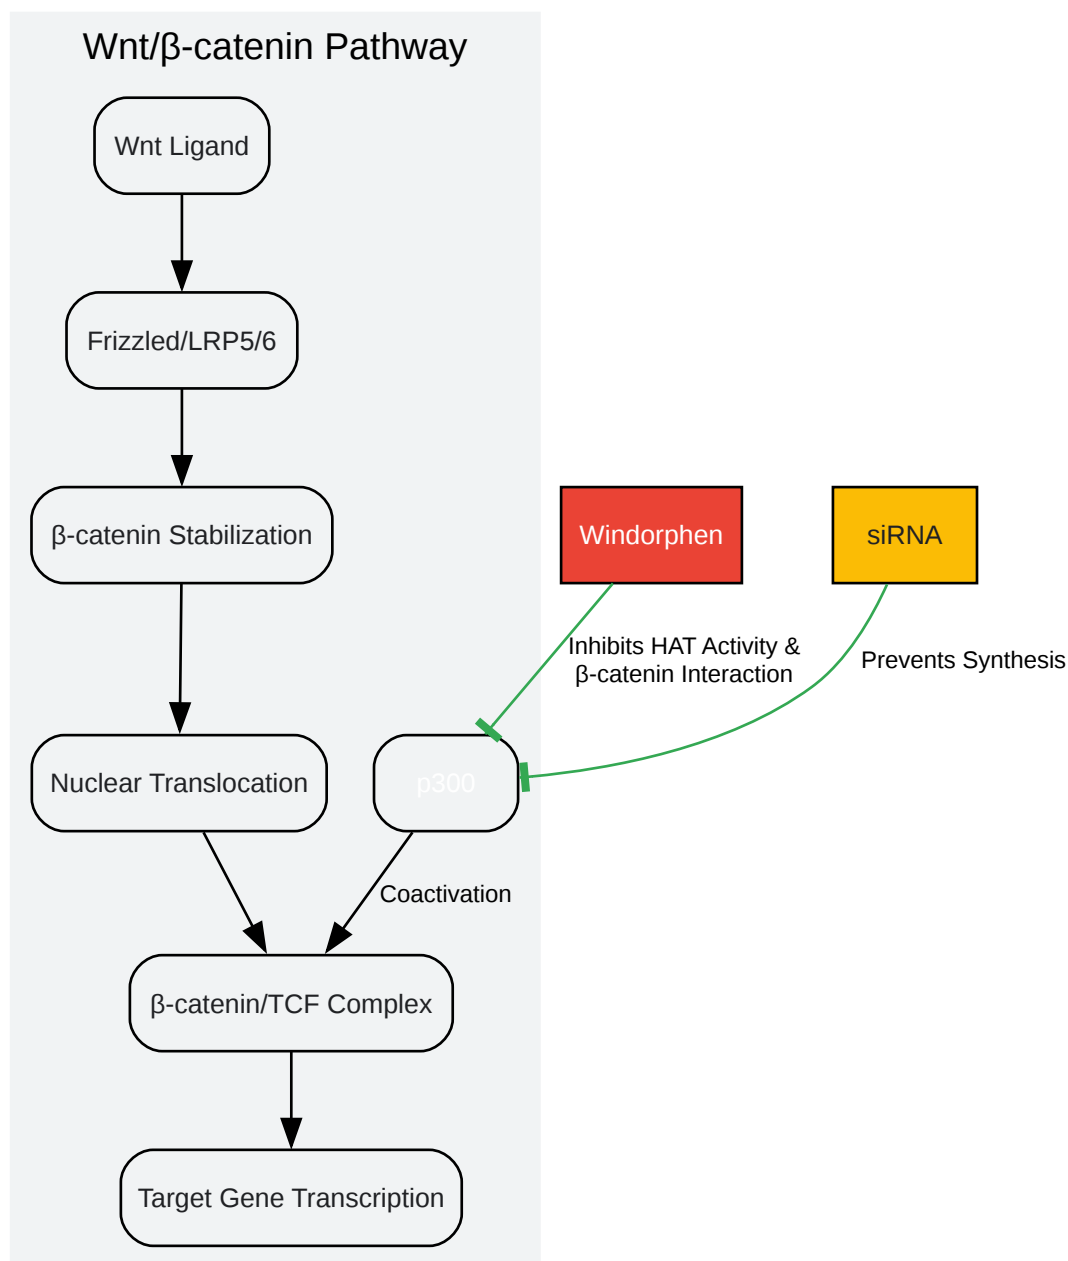 Wnt/β-catenin Pathway
Wnt Ligand
Frizzled/LRP5/6
β-catenin Stabilization
Windorphen
siRNA
Inhibits HAT Activity &
β-catenin Interaction
Prevents Synthesis
Nuclear Translocation
p300
Coactivation
β-catenin/TCF Complex
Target Gene Transcription